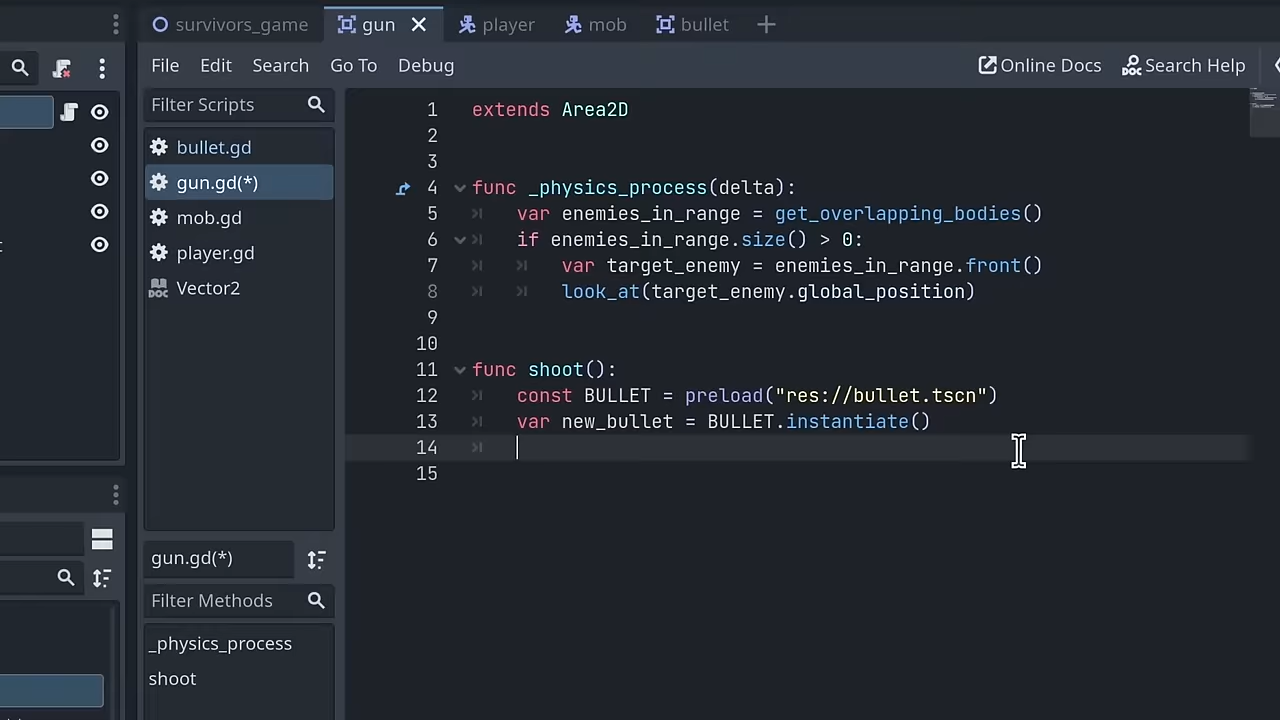 survivors_game gun player mob bullet
File Edit Search Go To Debug Online Docs Search Help
Filter Scripts
bullet.gd
gun.gd(*)
mob.gd
player.gd
DOC Vector2
gun.gd(*)
Filter Methods
_physics_process
shoot
1 extends Area2D
2
3
4 func _physics_process(delta):
5 var enemies_in_range = get_overlapping_bodies()
6 if enemies_in_range.size() > 0:
7 var target_enemy = enemies_in_range.front()
8 look_at(target_enemy.global_position)
9
10
11 func shoot():
12 const BULLET = preload("res://bullet.tscn")
13 var new_bullet = BULLET.instantiate()
14
15